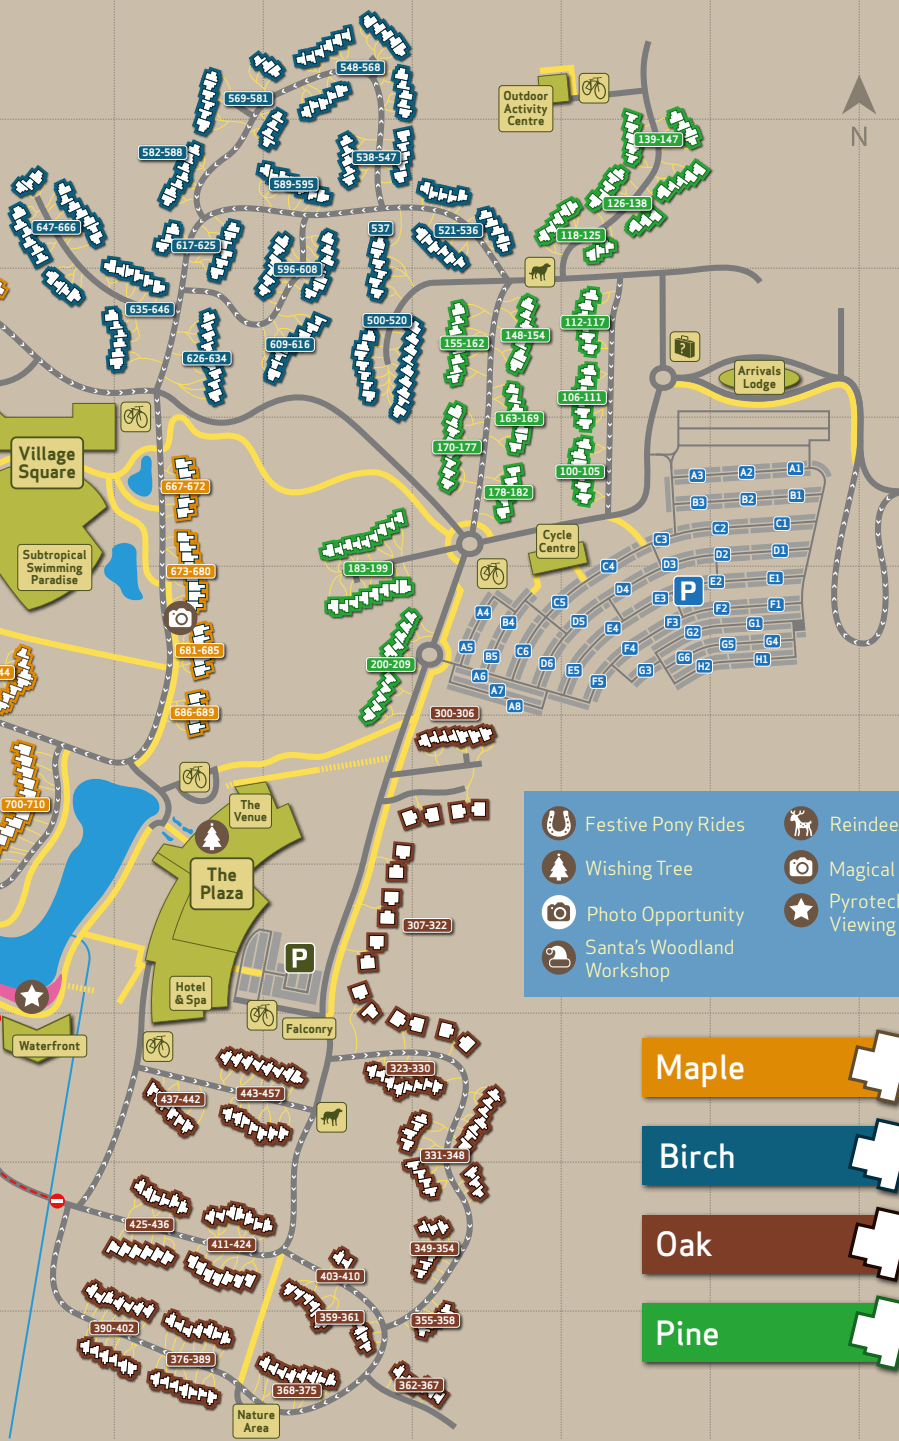 548-568
569-581
Outdoor
Activity
Centre
N
139-147
582-588
538-547
589-595
126-138
647-666
617-625
537
521-536
118-125
596-608
635-646
500-520
112-117
148-154
155-162
609-616
626-634
Arrivals
Lodge
106-111
163-169
170-177
Village
Square
100-105
A3
A2
A1
667-672
178-182
B3
B2
B1
C2
C1
Cycle
Centre
C3
D2
D1
Subtropical
Swimming
Paradise
673-680
183-199
C4
D3
E2
E1
D4
P
E3
C5
F2
F1
A4
B4
D5
F3
G1
E4
G2
681-685
A5
C6
F4
G5
G4
B5
G6
H1
44
200-209
D6
E5
G3
H2
A6
F5
A7
A8
686-689
300-306
700-710
The
Venue
The
Plaza
Festive Pony Rides
Reindee
Wishing Tree
Magical
Photo Opportunity
Pyrotec
Viewing
Santa's Woodland
Workshop
307-322
P
Hotel
& Spa
Falconry
Waterfront
323-330
Maple
437-442
443-457
331-348
Birch
425-436
411-424
349-354
Oak
403-410
390-402
359-361
355-358
Pine
376-389
368-375
362-367
Nature
Area